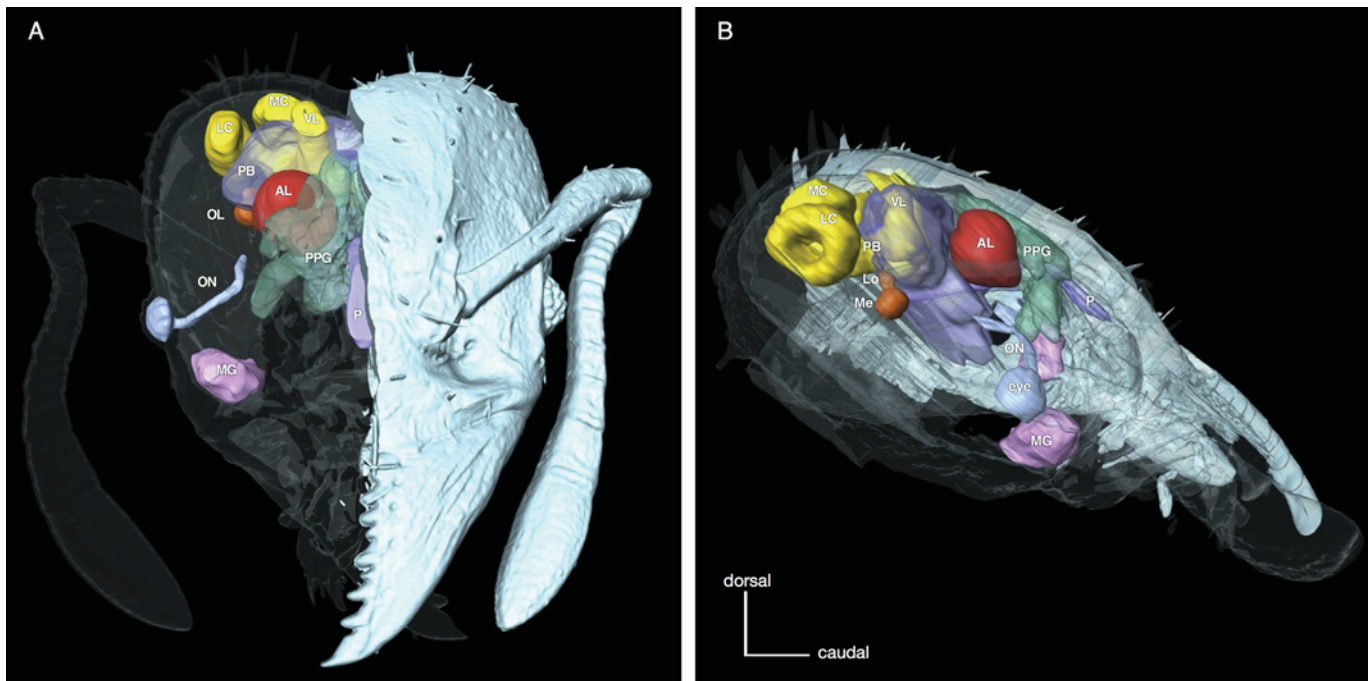 A
MC
VL
LC
PB
AL
OL
PPG
ON
P
MG
B
MC
LC
VL
PB
AL
PPG
Lo
Me
P
ON
eye
MG
dorsal
caudal